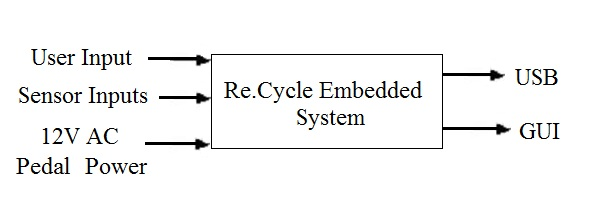 User Input
Sensor Inputs
12V AC
Pedal Power
Re.Cycle Embedded
System
USB
GUI